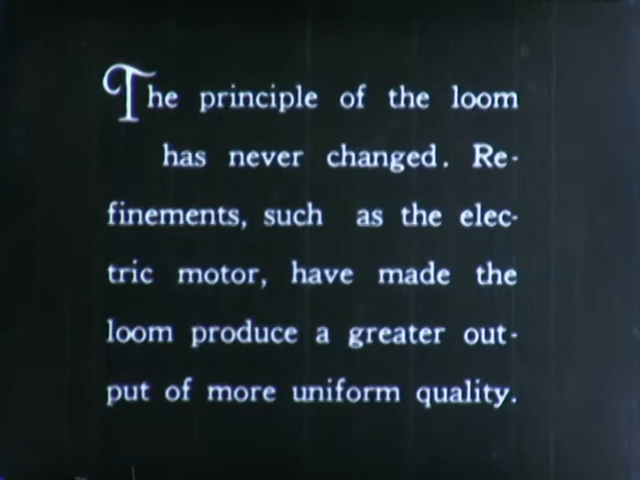 The principle of the loom
has never changed. Re-
finements, such as the elec-
tric motor, have made the
loom produce a greater out-
put of more uniform quality.